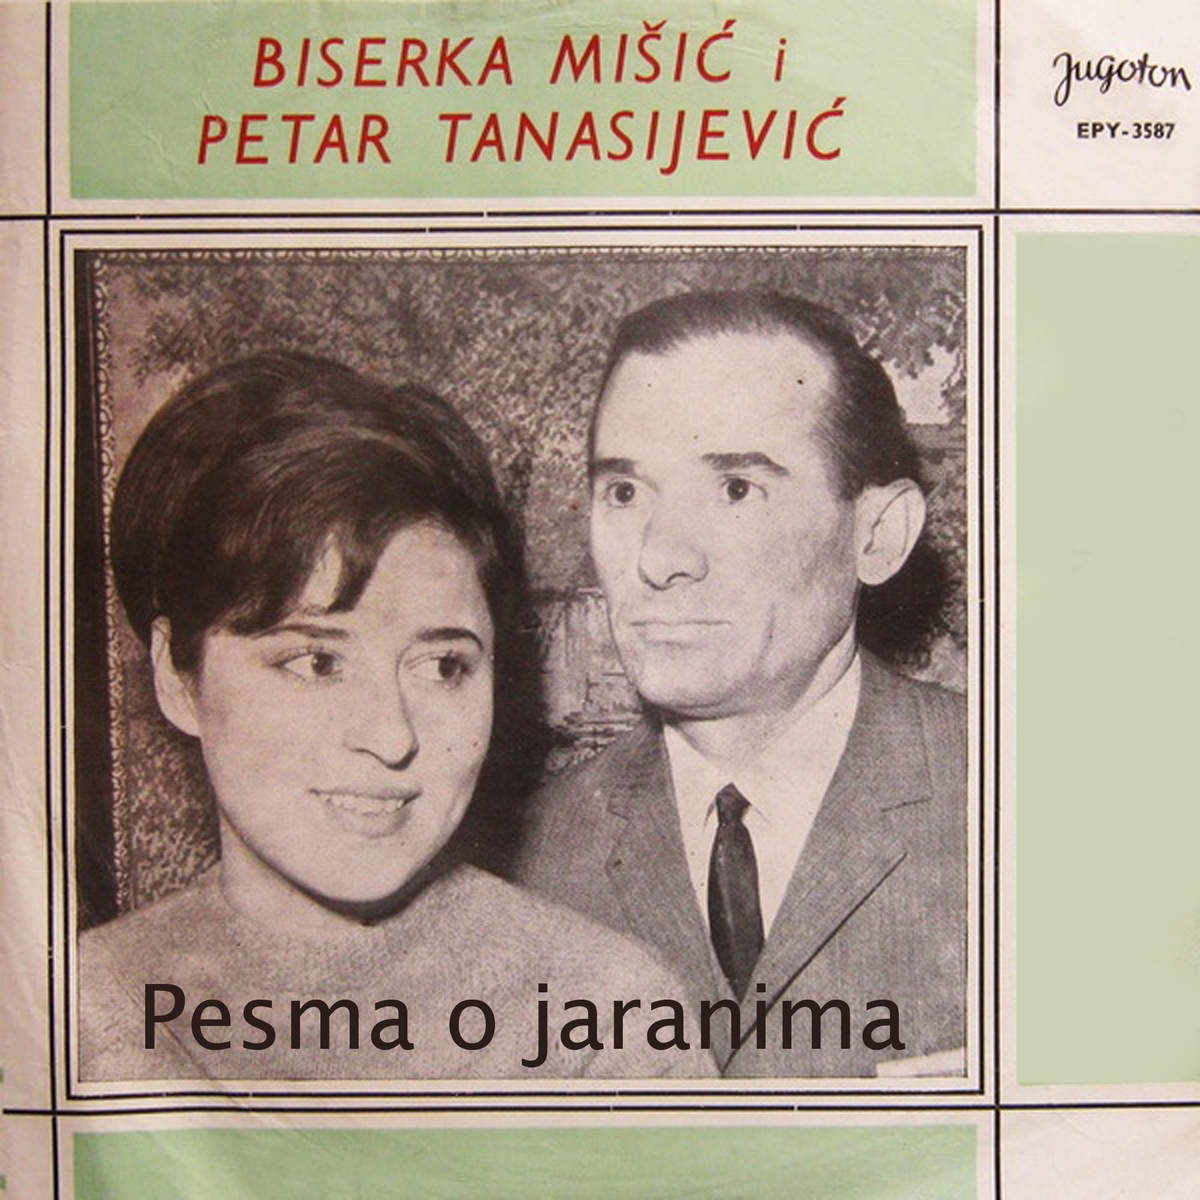 BISERKA MIŠIĆ i
PETAR TANASIJEVIĆ
Jugoton
EPY-3587
Pesma o jaranima